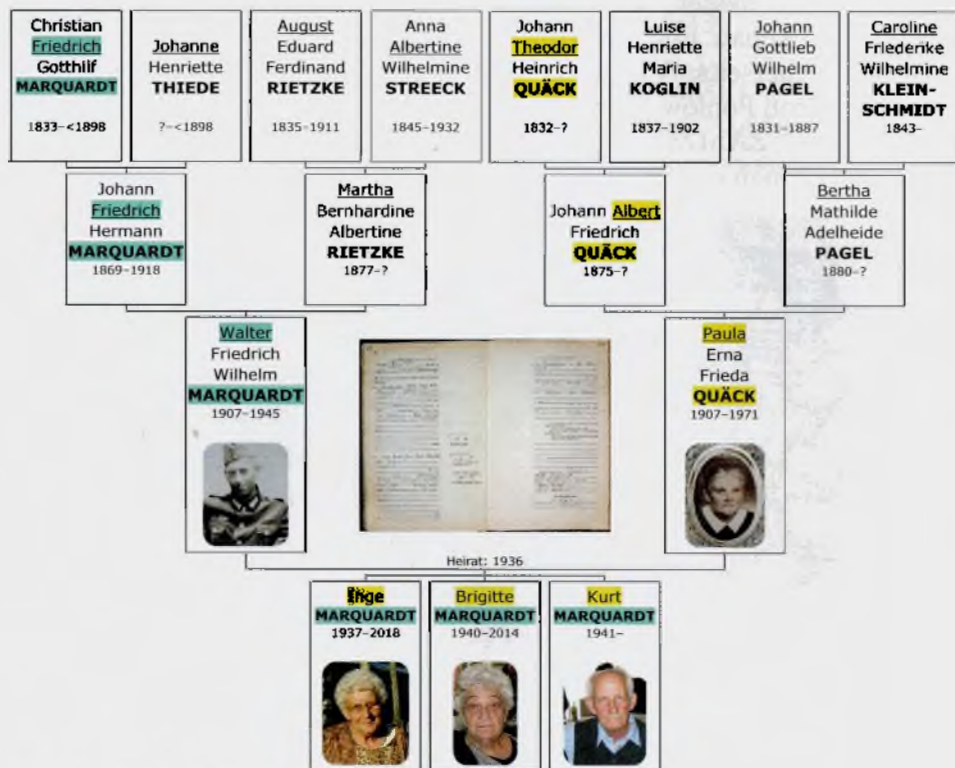 Christian
Friedrich
Gotthilf
MARQUARDT
1833-<1898
Johanne
Henriette
THIEDE
?-<1898
August
Eduard
Ferdinand
RIETZKE
1835-1911
Anna
Albertine
Wilhelmine
STREECK
1845-1932
Johann
Theodor
Heinrich
QUÄCK
1832-?
Luise
Henriette
Maria
KOGLIN
1837-1902
Johann
Gottlieb
Wilhelm
PAGEL
1831-1887
Caroline
Friederike
Wilhelmine
KLEIN-
SCHMIDT
1843-
Johann
Friedrich
Hermann
MARQUARDT
1869-1918
Martha
Bernhardine
Albertine
RIETZKE
1877-?
Johann Albert
Friedrich
QUÄCK
1875-?
Bertha
Mathilde
Adelheide
PAGEL
1880-?
Walter
Friedrich
Wilhelm
MARQUARDT
1907-1945
Paula
Erna
Frieda
QUÄCK
1907-1971
Heirat: 1936
Inge
MARQUARDT
1937-2018
Brigitte
MARQUARDT
1940-2014
Kurt
MARQUARDT
1941-